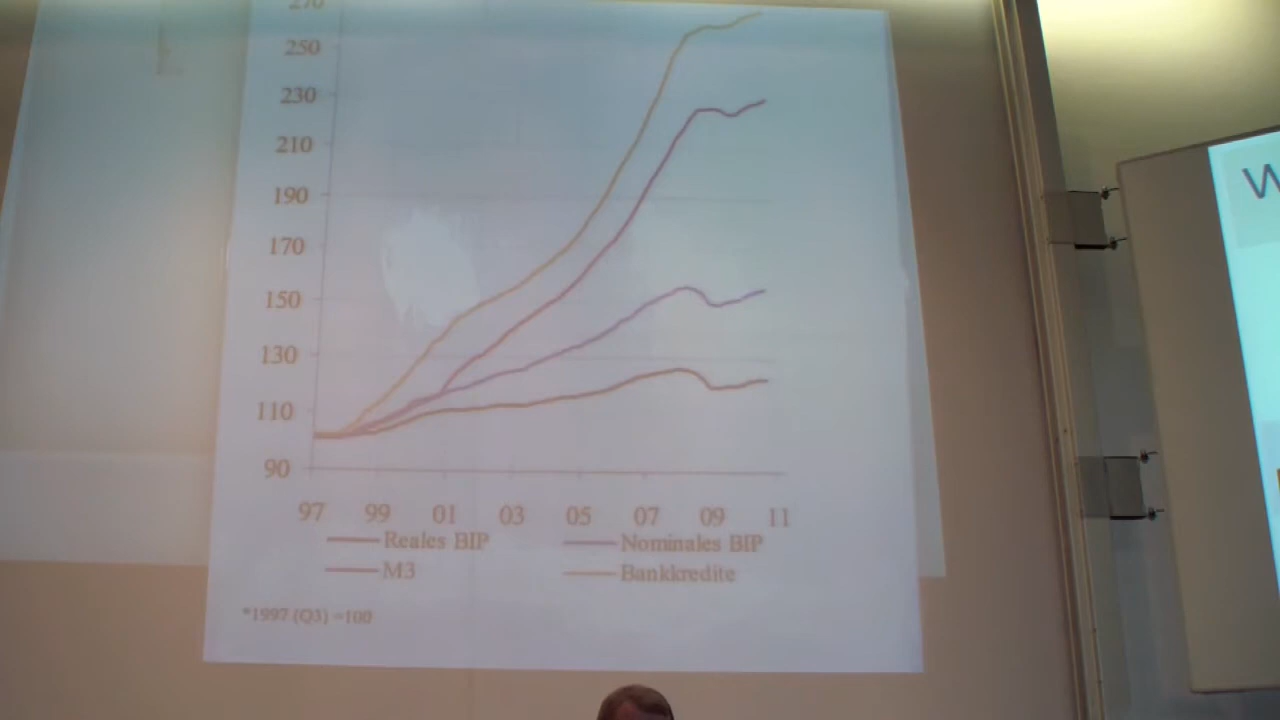 270
250
230
210
190
170
150
130
110
90
97 99 01 03 05 07 09 11
Reales BIP Nominales BIP
M3 Bankkredite
*1997 (Q3) =100
W